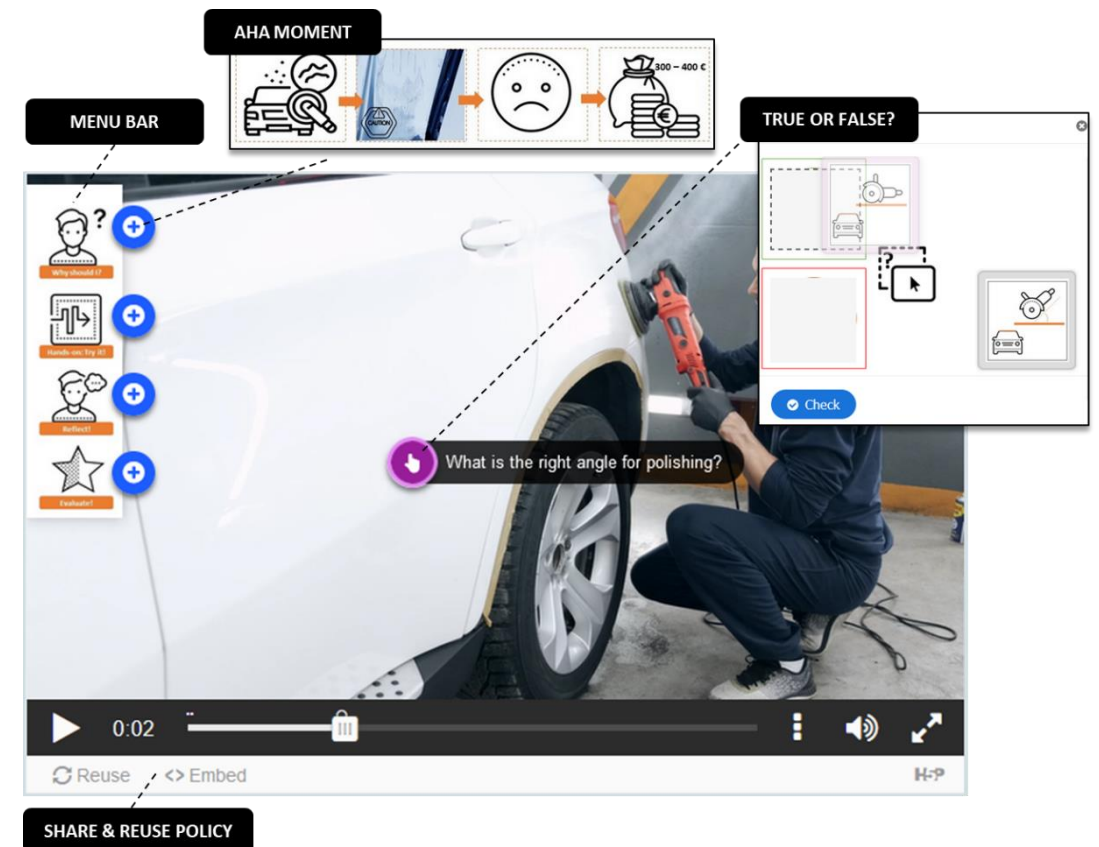 AHA MOMENT
300 – 400 €
CAUTION
€
MENU BAR
TRUE OR FALSE?
?
Why should I?
Hands-on: Try it!
?
Check
Reflect!
What is the right angle for polishing?
Evaluate!
0:02
Reuse
<> Embed
H5P
SHARE & REUSE POLICY